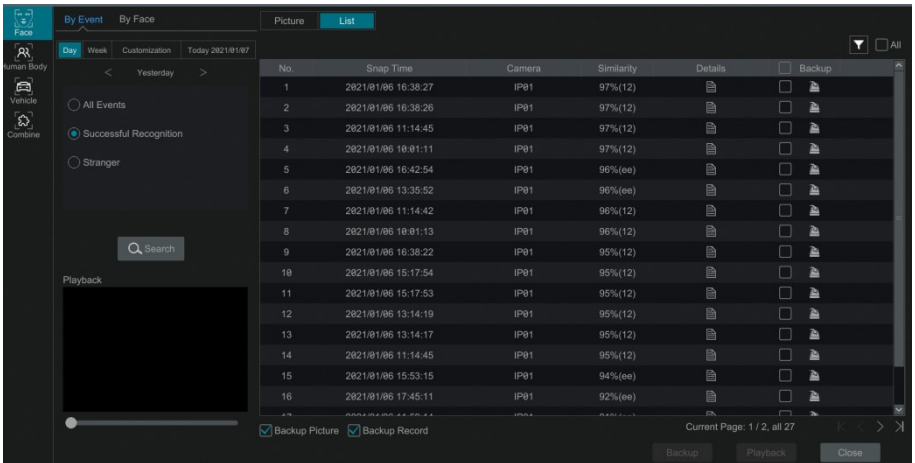 Face
Human Body
Vehicle
Combine
By Event By Face
Day Week Customization Today 2021/01/07
< Yesterday >
All Events
Successful Recognition
Stranger
Search
Playback
Picture List
All
No. Snap Time Camera Similarity Details Backup
1 2021/01/06 16:38:27 IP01 97%(12)
2 2021/01/06 16:38:26 IP01 97%(12)
3 2021/01/06 11:14:45 IP01 97%(12)
4 2021/01/06 10:01:11 IP01 97%(12)
5 2021/01/06 16:42:54 IP01 96%(ee)
6 2021/01/06 13:35:52 IP01 96%(ee)
7 2021/01/06 11:14:42 IP01 96%(12)
8 2021/01/06 10:01:13 IP01 96%(12)
9 2021/01/06 16:38:22 IP01 95%(12)
10 2021/01/06 15:17:54 IP01 95%(12)
11 2021/01/06 15:17:53 IP01 95%(12)
12 2021/01/06 13:14:19 IP01 95%(12)
13 2021/01/06 13:14:17 IP01 95%(12)
14 2021/01/06 11:14:45 IP01 95%(12)
15 2021/01/06 15:53:15 IP01 94%(ee)
16 2021/01/06 17:45:11 IP01 92%(ee)
Backup Picture Backup Record
Current Page: 1 / 2, all 27
Backup Playback Close